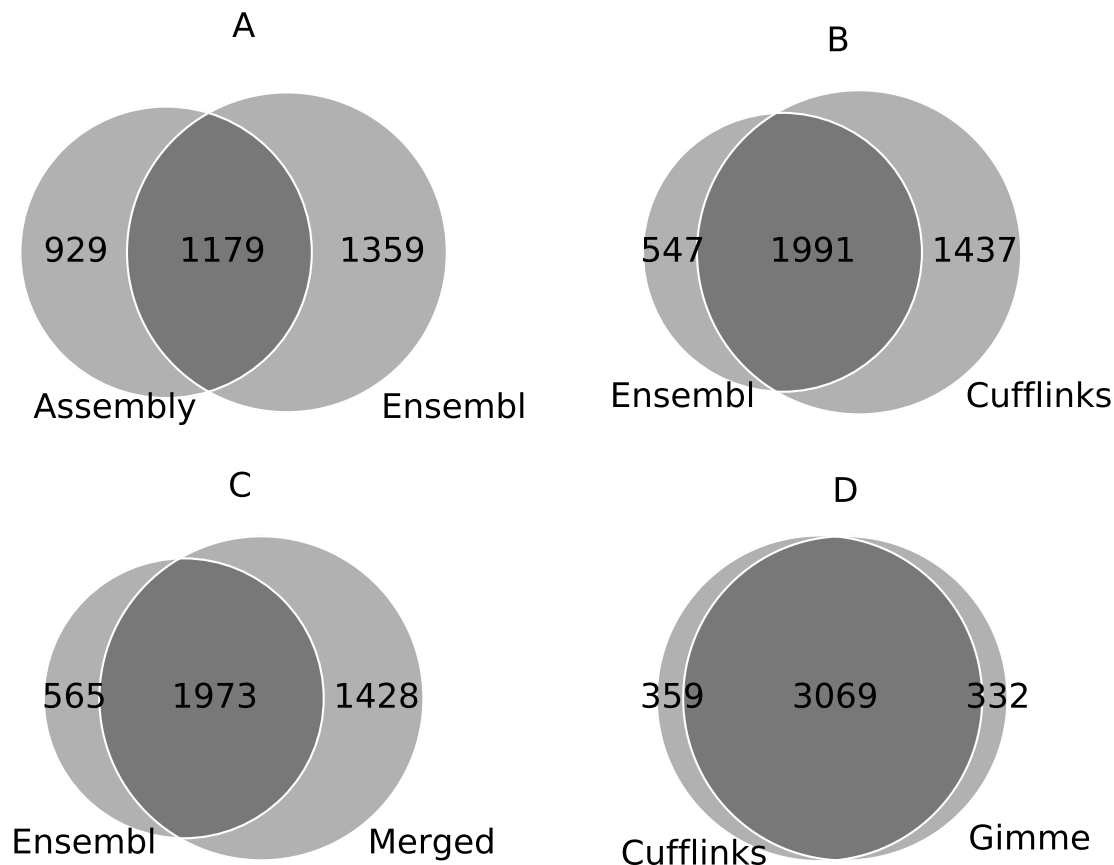 A
929 1179 1359
Assembly Ensembl
B
547 1991 1437
Ensembl Cufflinks
C
565 1973 1428
Ensembl Merged
D
359 3069 332
Cufflinks Gimme